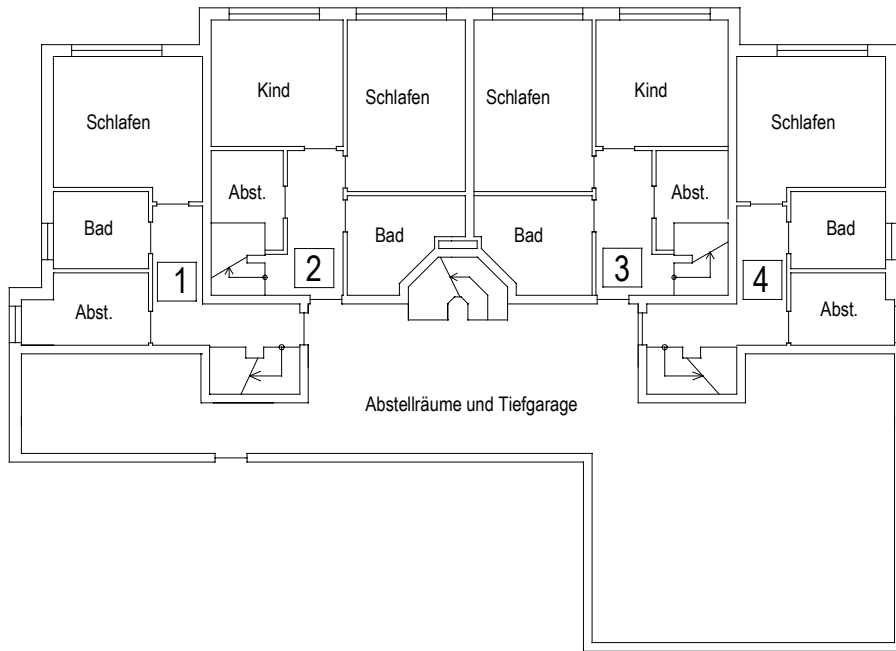 Kind
Schlafen
Schlafen
Kind
Schlafen
Schlafen
Abst.
Abst.
Bad
Bad
Bad
Bad
1
2
3
4
Abst.
Abst.
Abstellräume und Tiefgarage